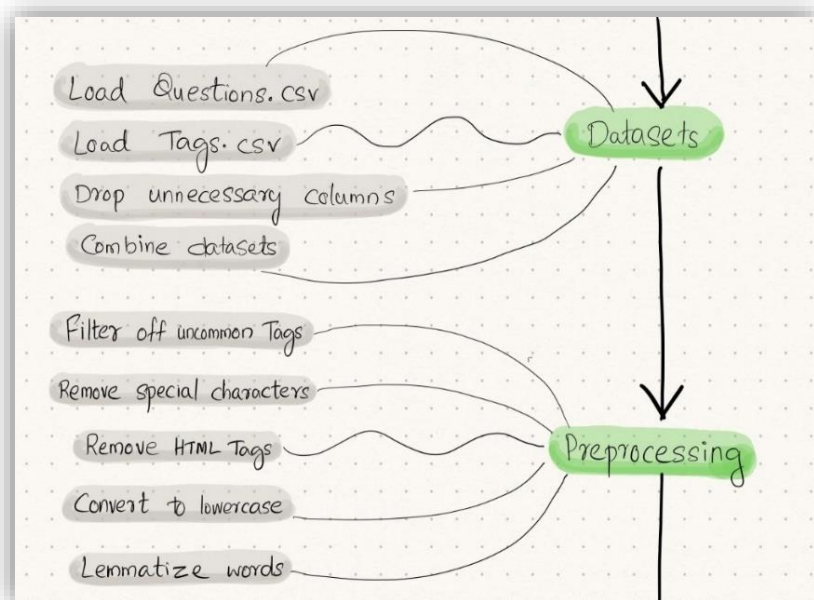 Load Questions.csv
Load Tags.csv
Datasets
Drop unnecessary columns
Combine datasets
Filter off uncommon Tags
Remove special characters
Remove HTML Tags
Preprocessing
Convert to lowercase
Lemmatize words